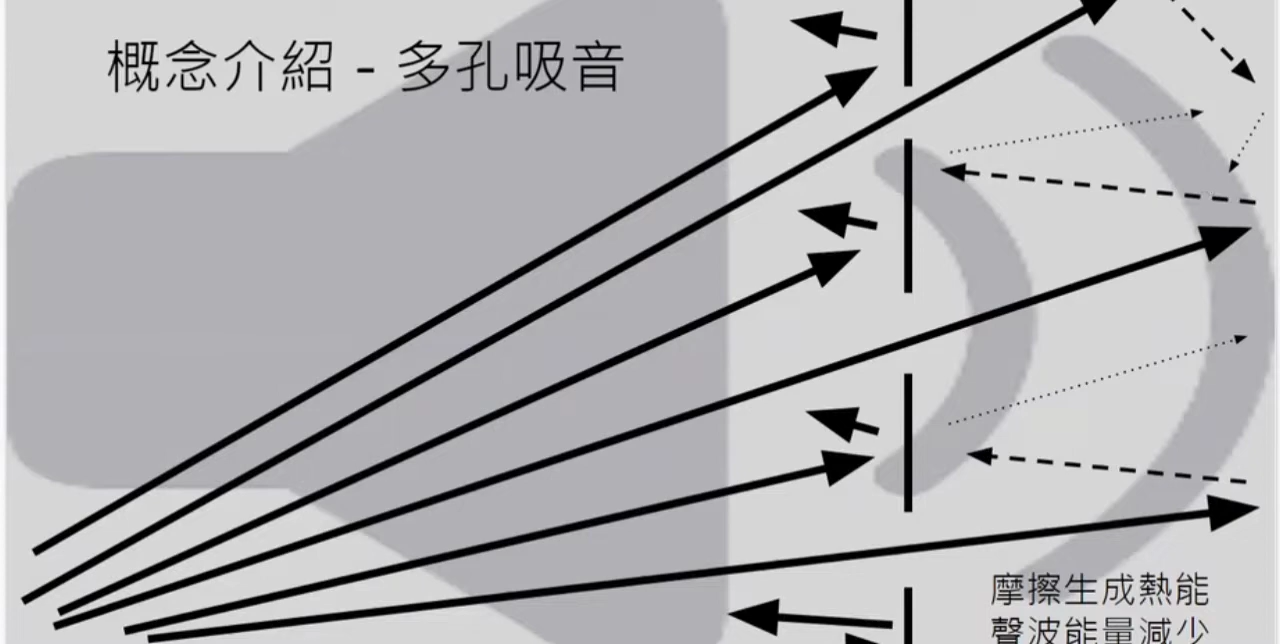 概念介紹 - 多孔吸音
摩擦生成熱能
聲波能量減少